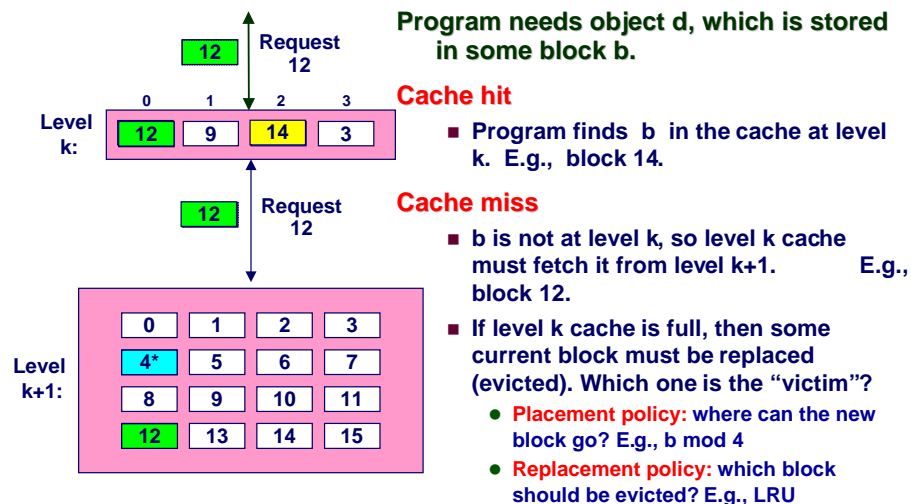 12
Request
12
0 1 2 3
Level
k:
12 9 14 3
12
Request
12
Level
k+1:
0 1 2 3
4* 5 6 7
8 9 10 11
12 13 14 15
Program needs object d, which is stored
in some block b.
Cache hit
■ Program finds b in the cache at level
k. E.g., block 14.
Cache miss
■ b is not at level k, so level k cache
must fetch it from level k+1. E.g.,
block 12.
■ If level k cache is full, then some
current block must be replaced
(evicted). Which one is the “victim”?
● Placement policy: where can the new
block go? E.g., b mod 4
● Replacement policy: which block
should be evicted? E.g., LRU